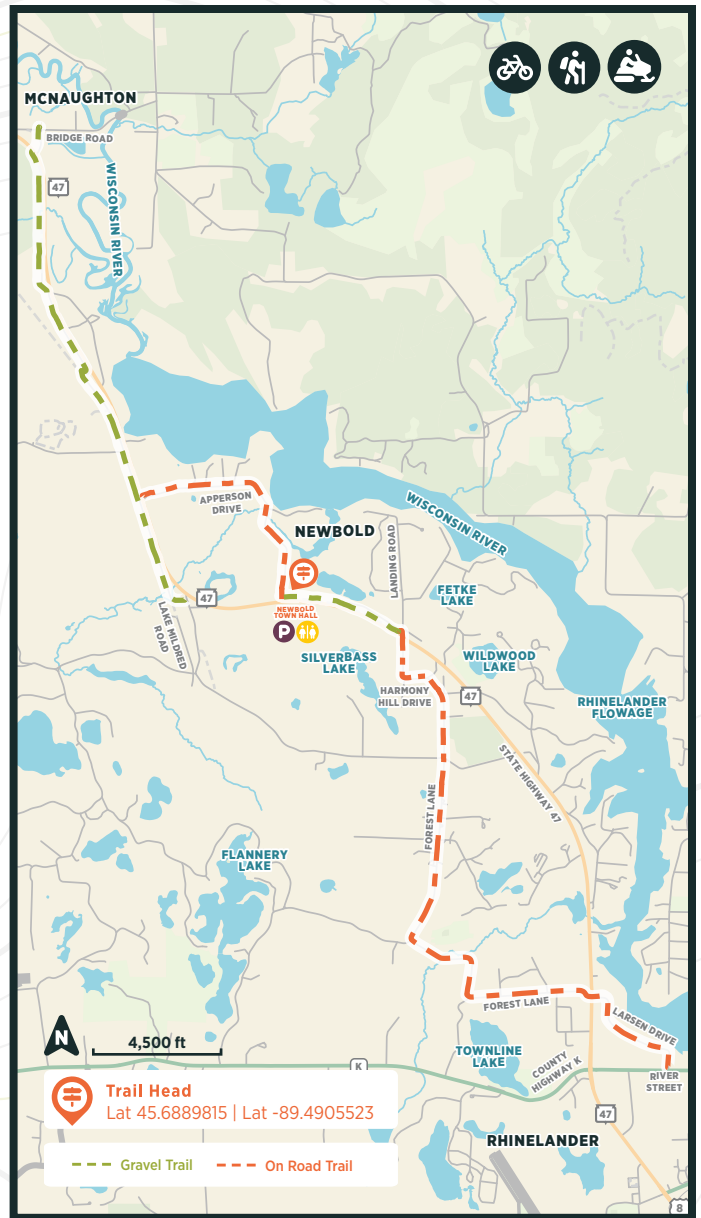 MCNAUGHTON
BRIDGE ROAD
47
WISCONSIN RIVER
APPERSON
DRIVE
NEWBOLD
WISCONSIN RIVER
LANDING ROAD
FETKE
LAKE
47
NEWBOLD
TOWN HALL
P
LAKE MILDRED
ROAD
SILVERBASS
LAKE
WILDWOOD
LAKE
HARMONY
HILL DRIVE
47
RHINELANDER
FLOWAGE
STATE HIGHWAY 47
FOREST LANE
FLANNERY
LAKE
FOREST LANE
LARSEN DRIVE
N
4,500 ft
TOWNLINE
LAKE
COUNTY
HIGHWAY K
K
RIVER
STREET
Trail Head
Lat 45.6889815 | Lat -89.4905523
47
RHINELANDER
Gravel Trail
On Road Trail
8